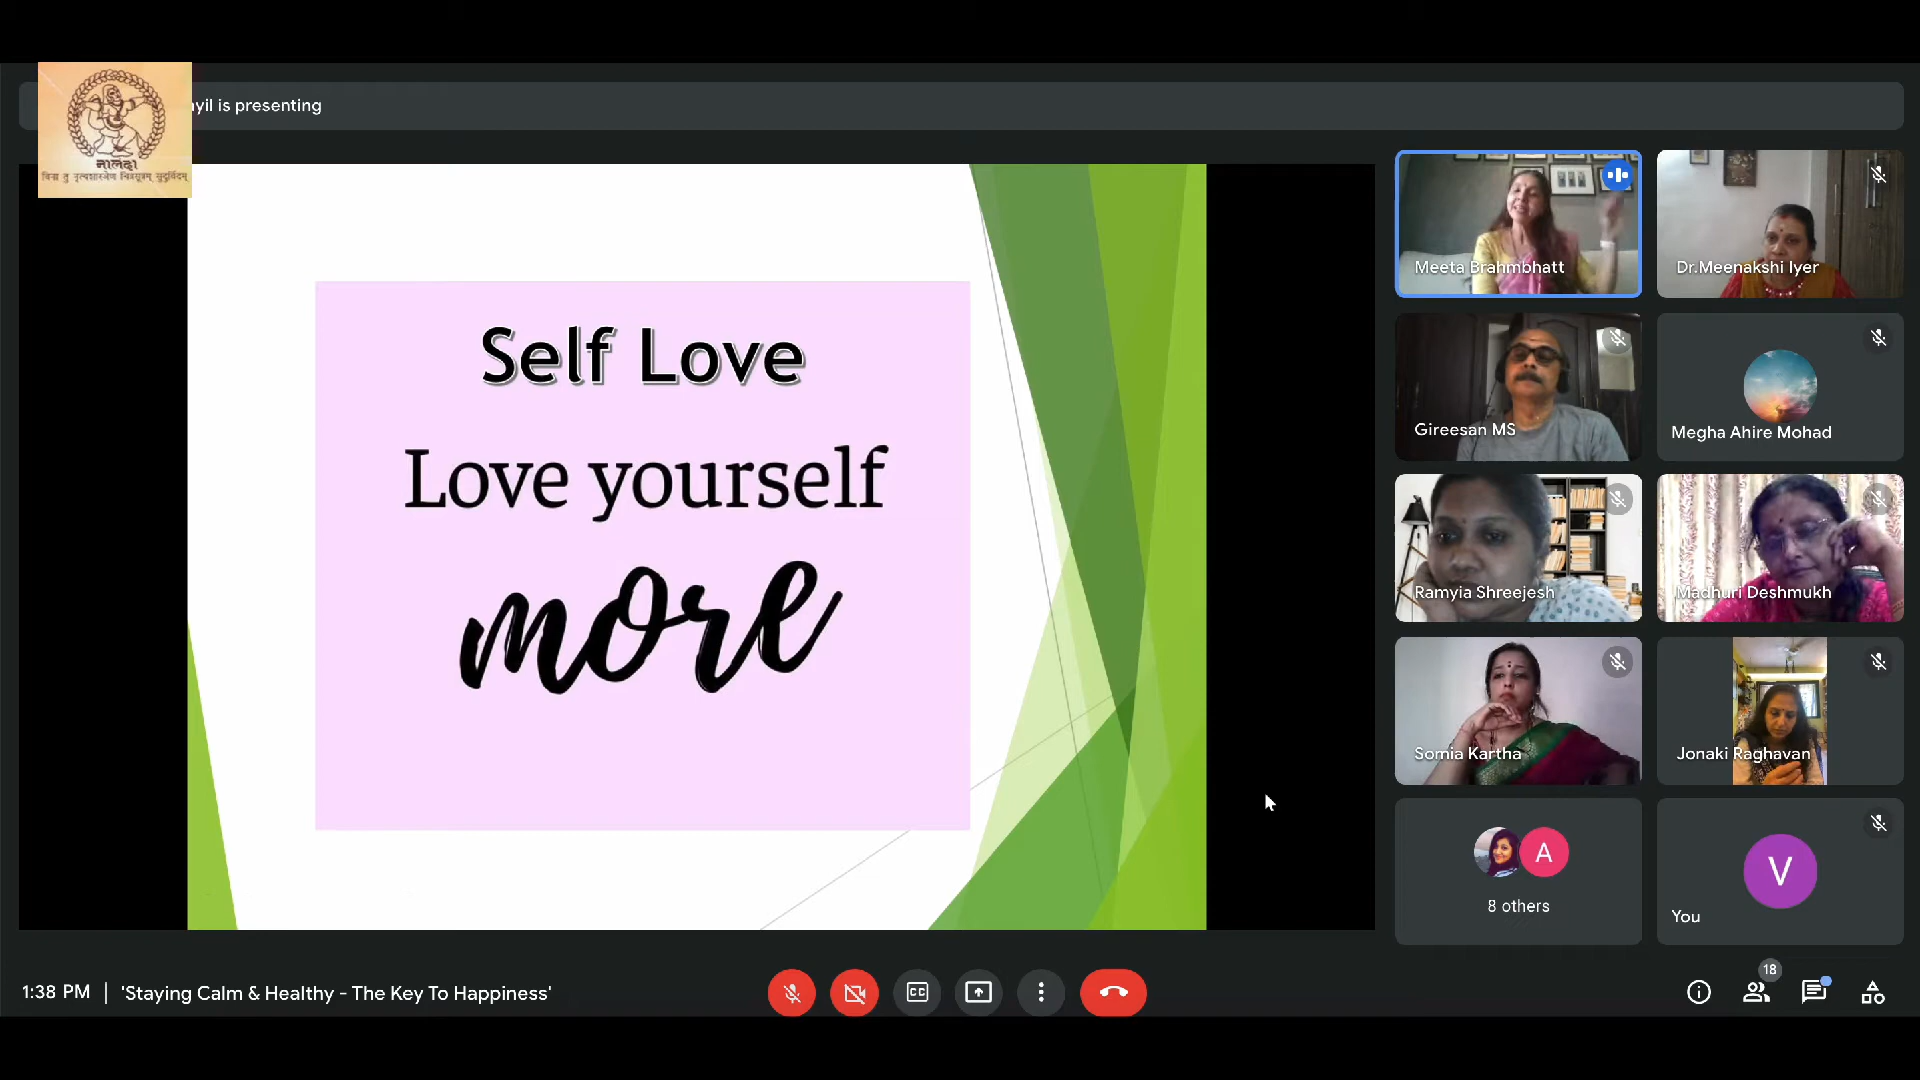 yil is presenting
नालंदा
Self Love
Love yourself
more
Meeta Brahmbhatt
Dr.Meenakshi Iyer
Gireesan MS
Megha Ahire Mohad
Ramyia Shreejesh
Madhuri Deshmukh
Somia Kartha
Jonaki Raghavan
A
8 others
V
You
1:38 PM | 'Staying Calm & Healthy - The Key To Happiness'
CC
18